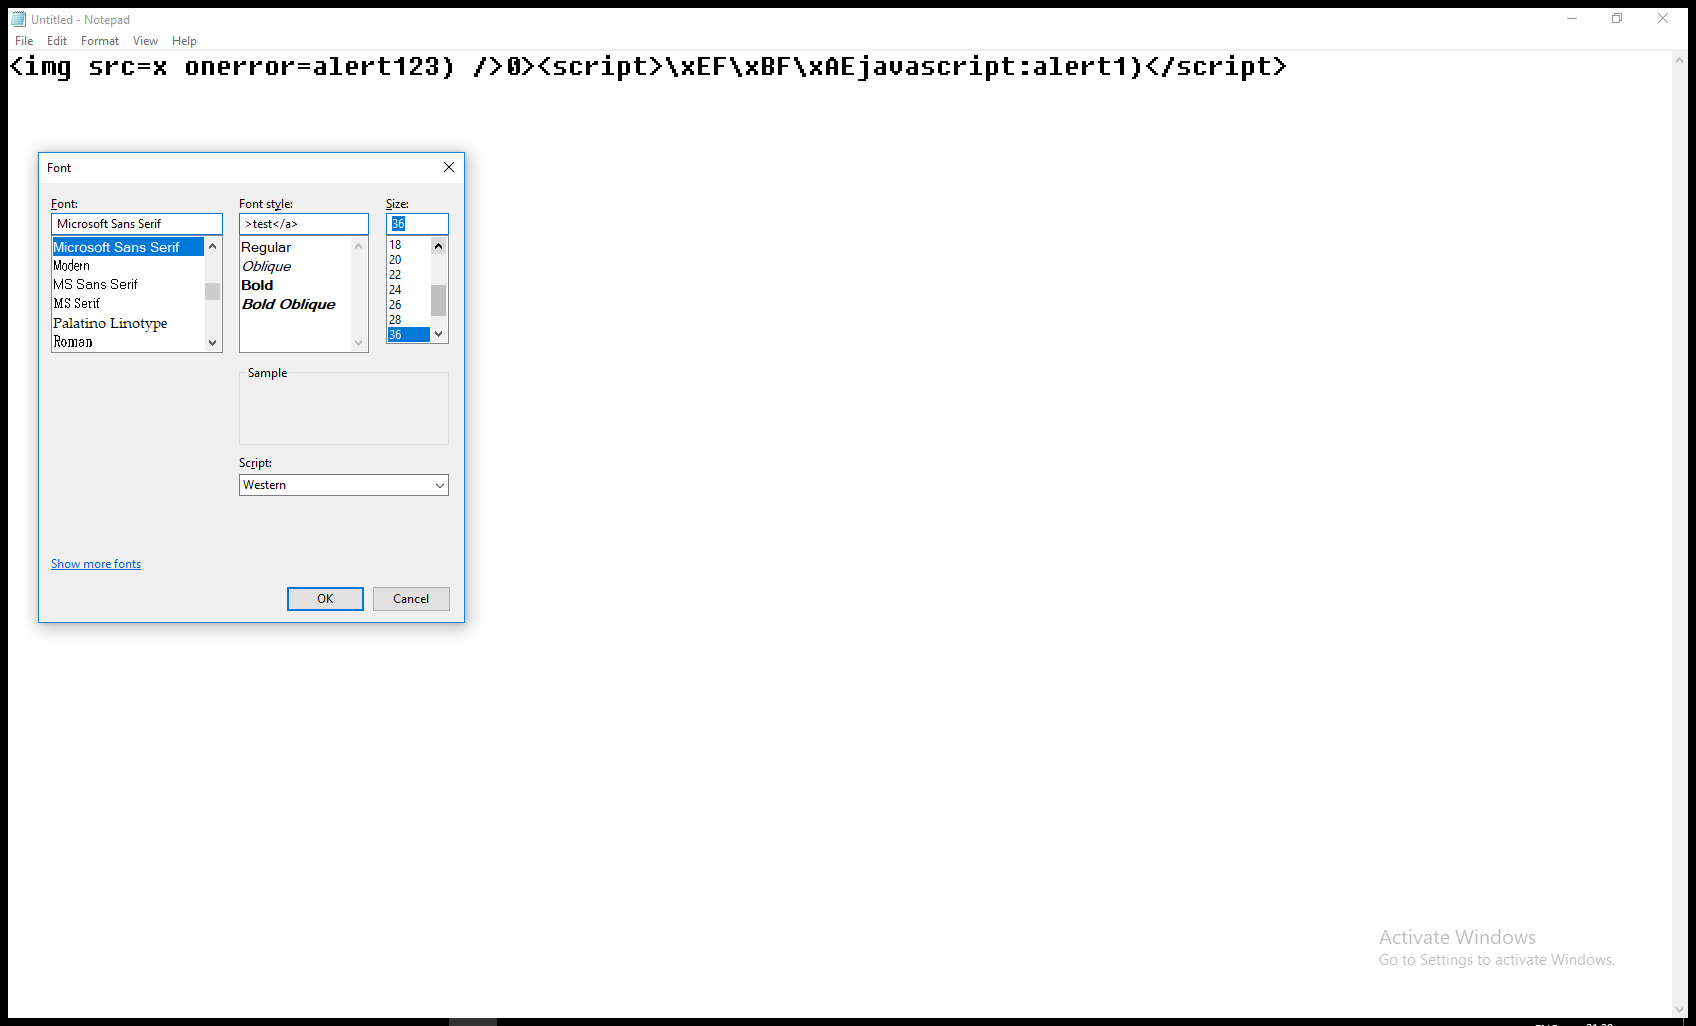 Untitled - Notepad
File Edit Format View Help
<img src=x onerror=alert123) />0><script>\xEF\xBF\xAEjavascript:alert1)</script>
Font
Font: Font style: Size:
Microsoft Sans Serif >test</a> 36
Microsoft Sans Serif Regular 18
Modern Oblique 20
MS Sans Serif Bold 22
MS Serif Bold Oblique 24
Palatino Linotype 26
Roman 28
36
Sample
Script:
Western
Show more fonts
OK Cancel
Activate Windows
Go to Settings to activate Windows.